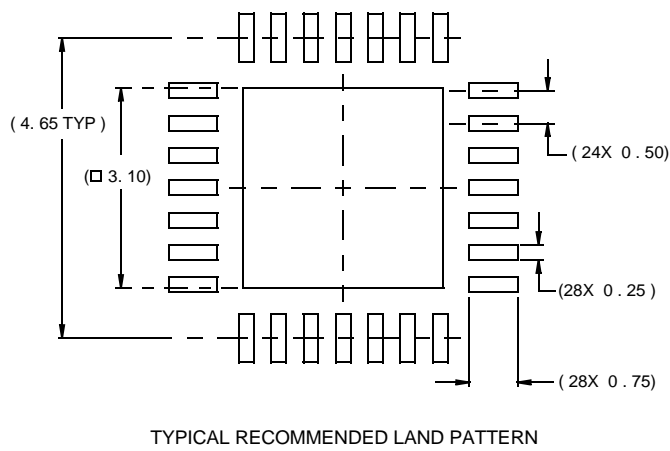 ( 4. 65 TYP )
(□ 3. 10)
( 24X 0 . 50)
(28X 0 . 25 )
( 28X 0 . 75)
TYPICAL RECOMMENDED LAND PATTERN